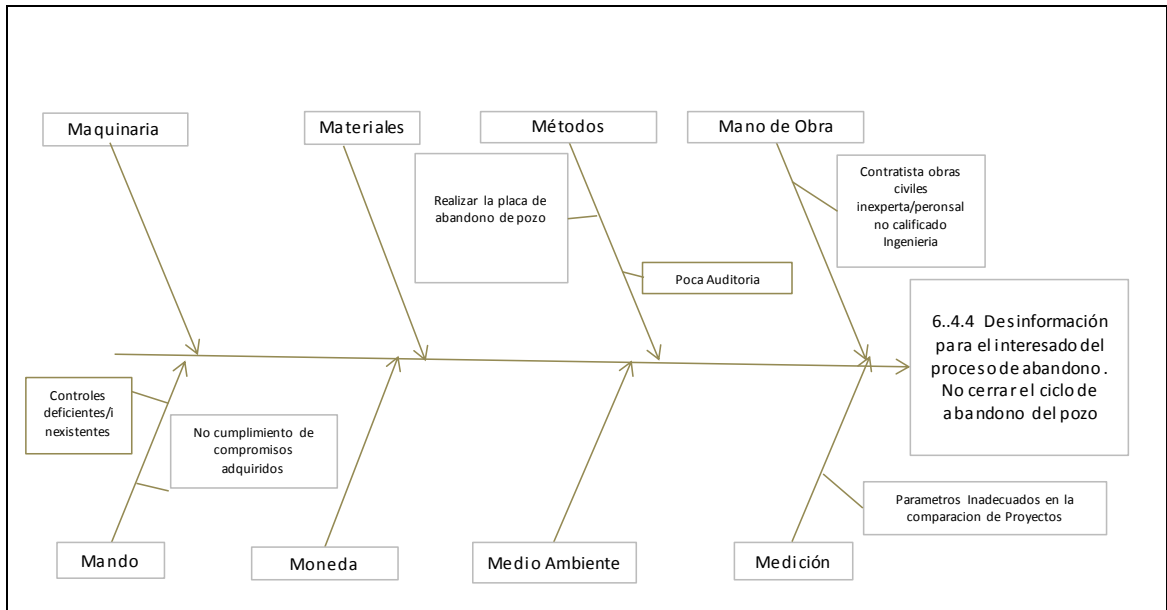 Maquinaria
Materiales
Métodos
Mano de Obra
Realizar la placa de
abandono de pozo
Contratista obras
civiles
inexperta/peronsal
no calificado
Ingenieria
Poca Auditoria
6..4.4 Desinformación
para el interesado del
proceso de abandono.
No cerrar el ciclo de
abandono del pozo
Controles
deficientes/i
nexistentes
No cumplimiento de
compromisos
adquiridos
Parametros Inadecuados en la
comparacion de Proyectos
Mando
Moneda
Medio Ambiente
Medición